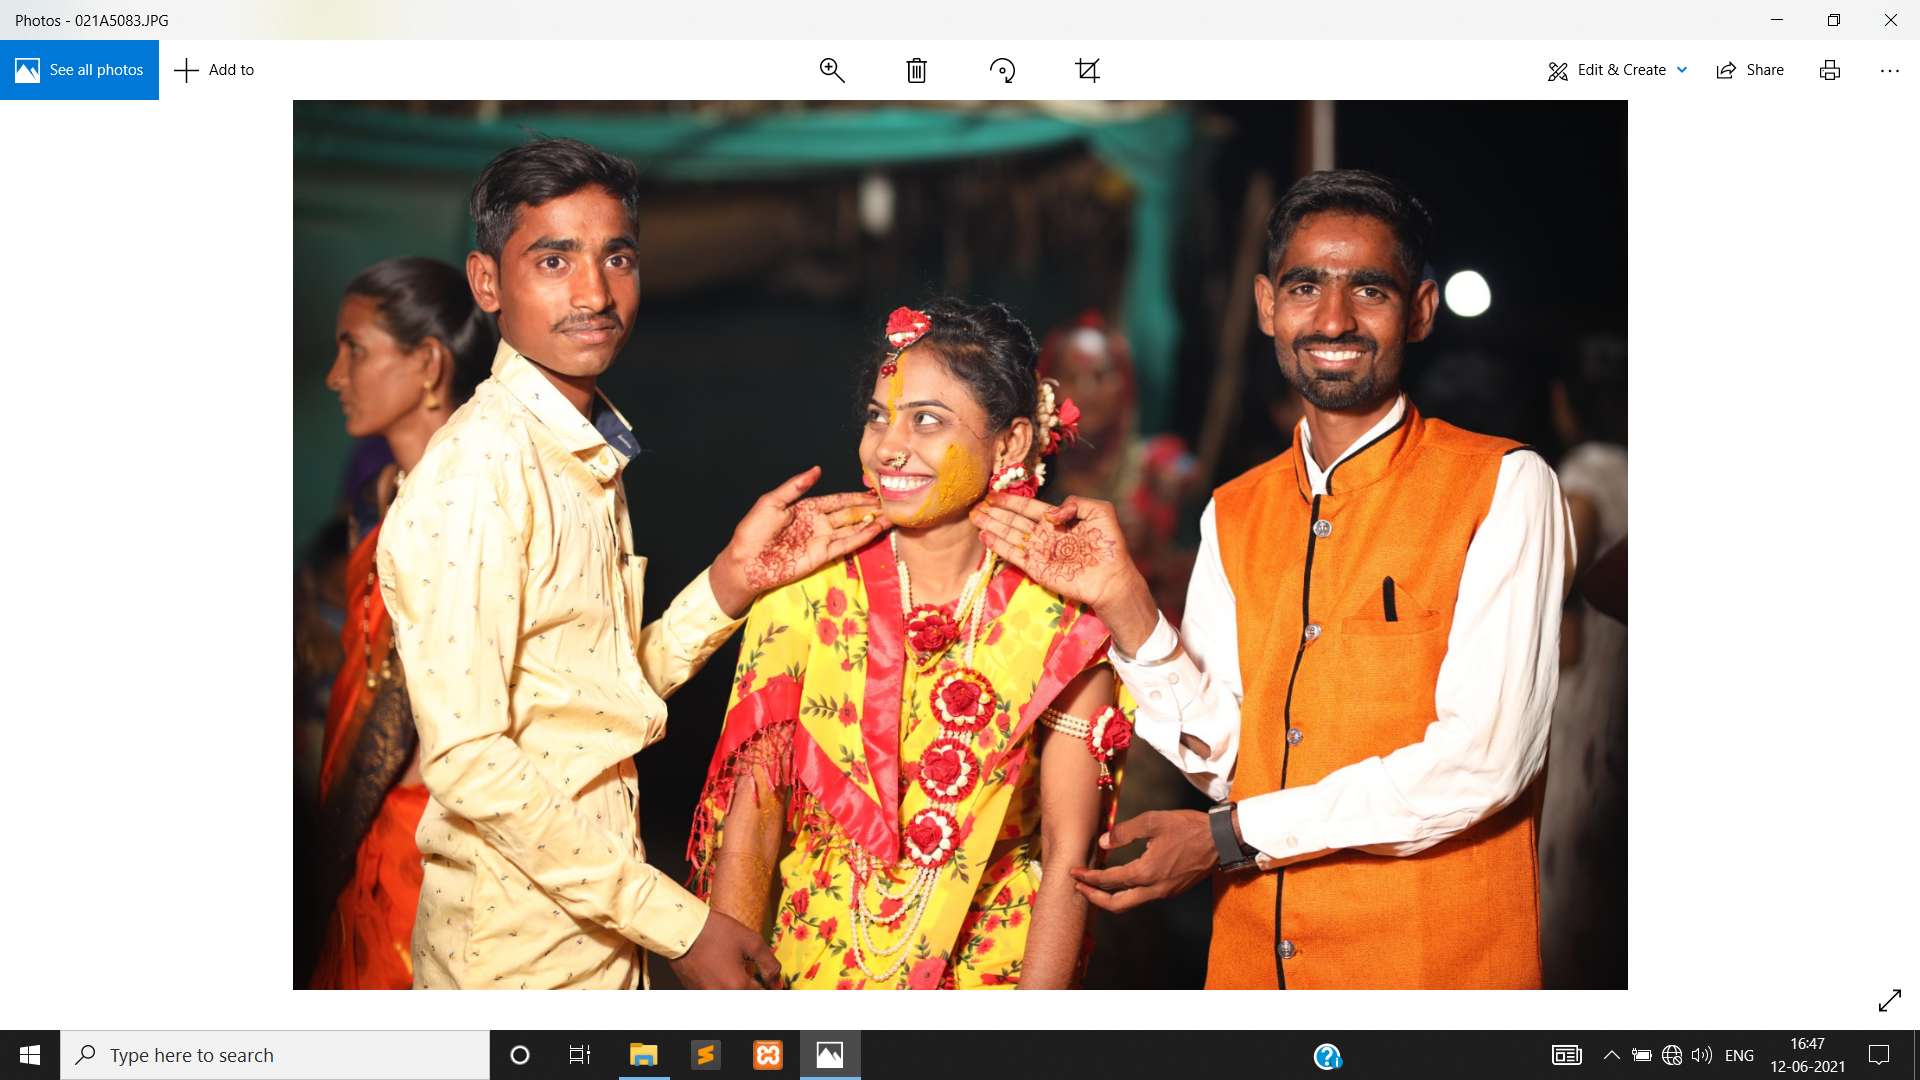 Photos - 021A5083.JPG
See all photos
Add to
Edit & Create
Share
Type here to search
ENG
16:47
12-06-2021